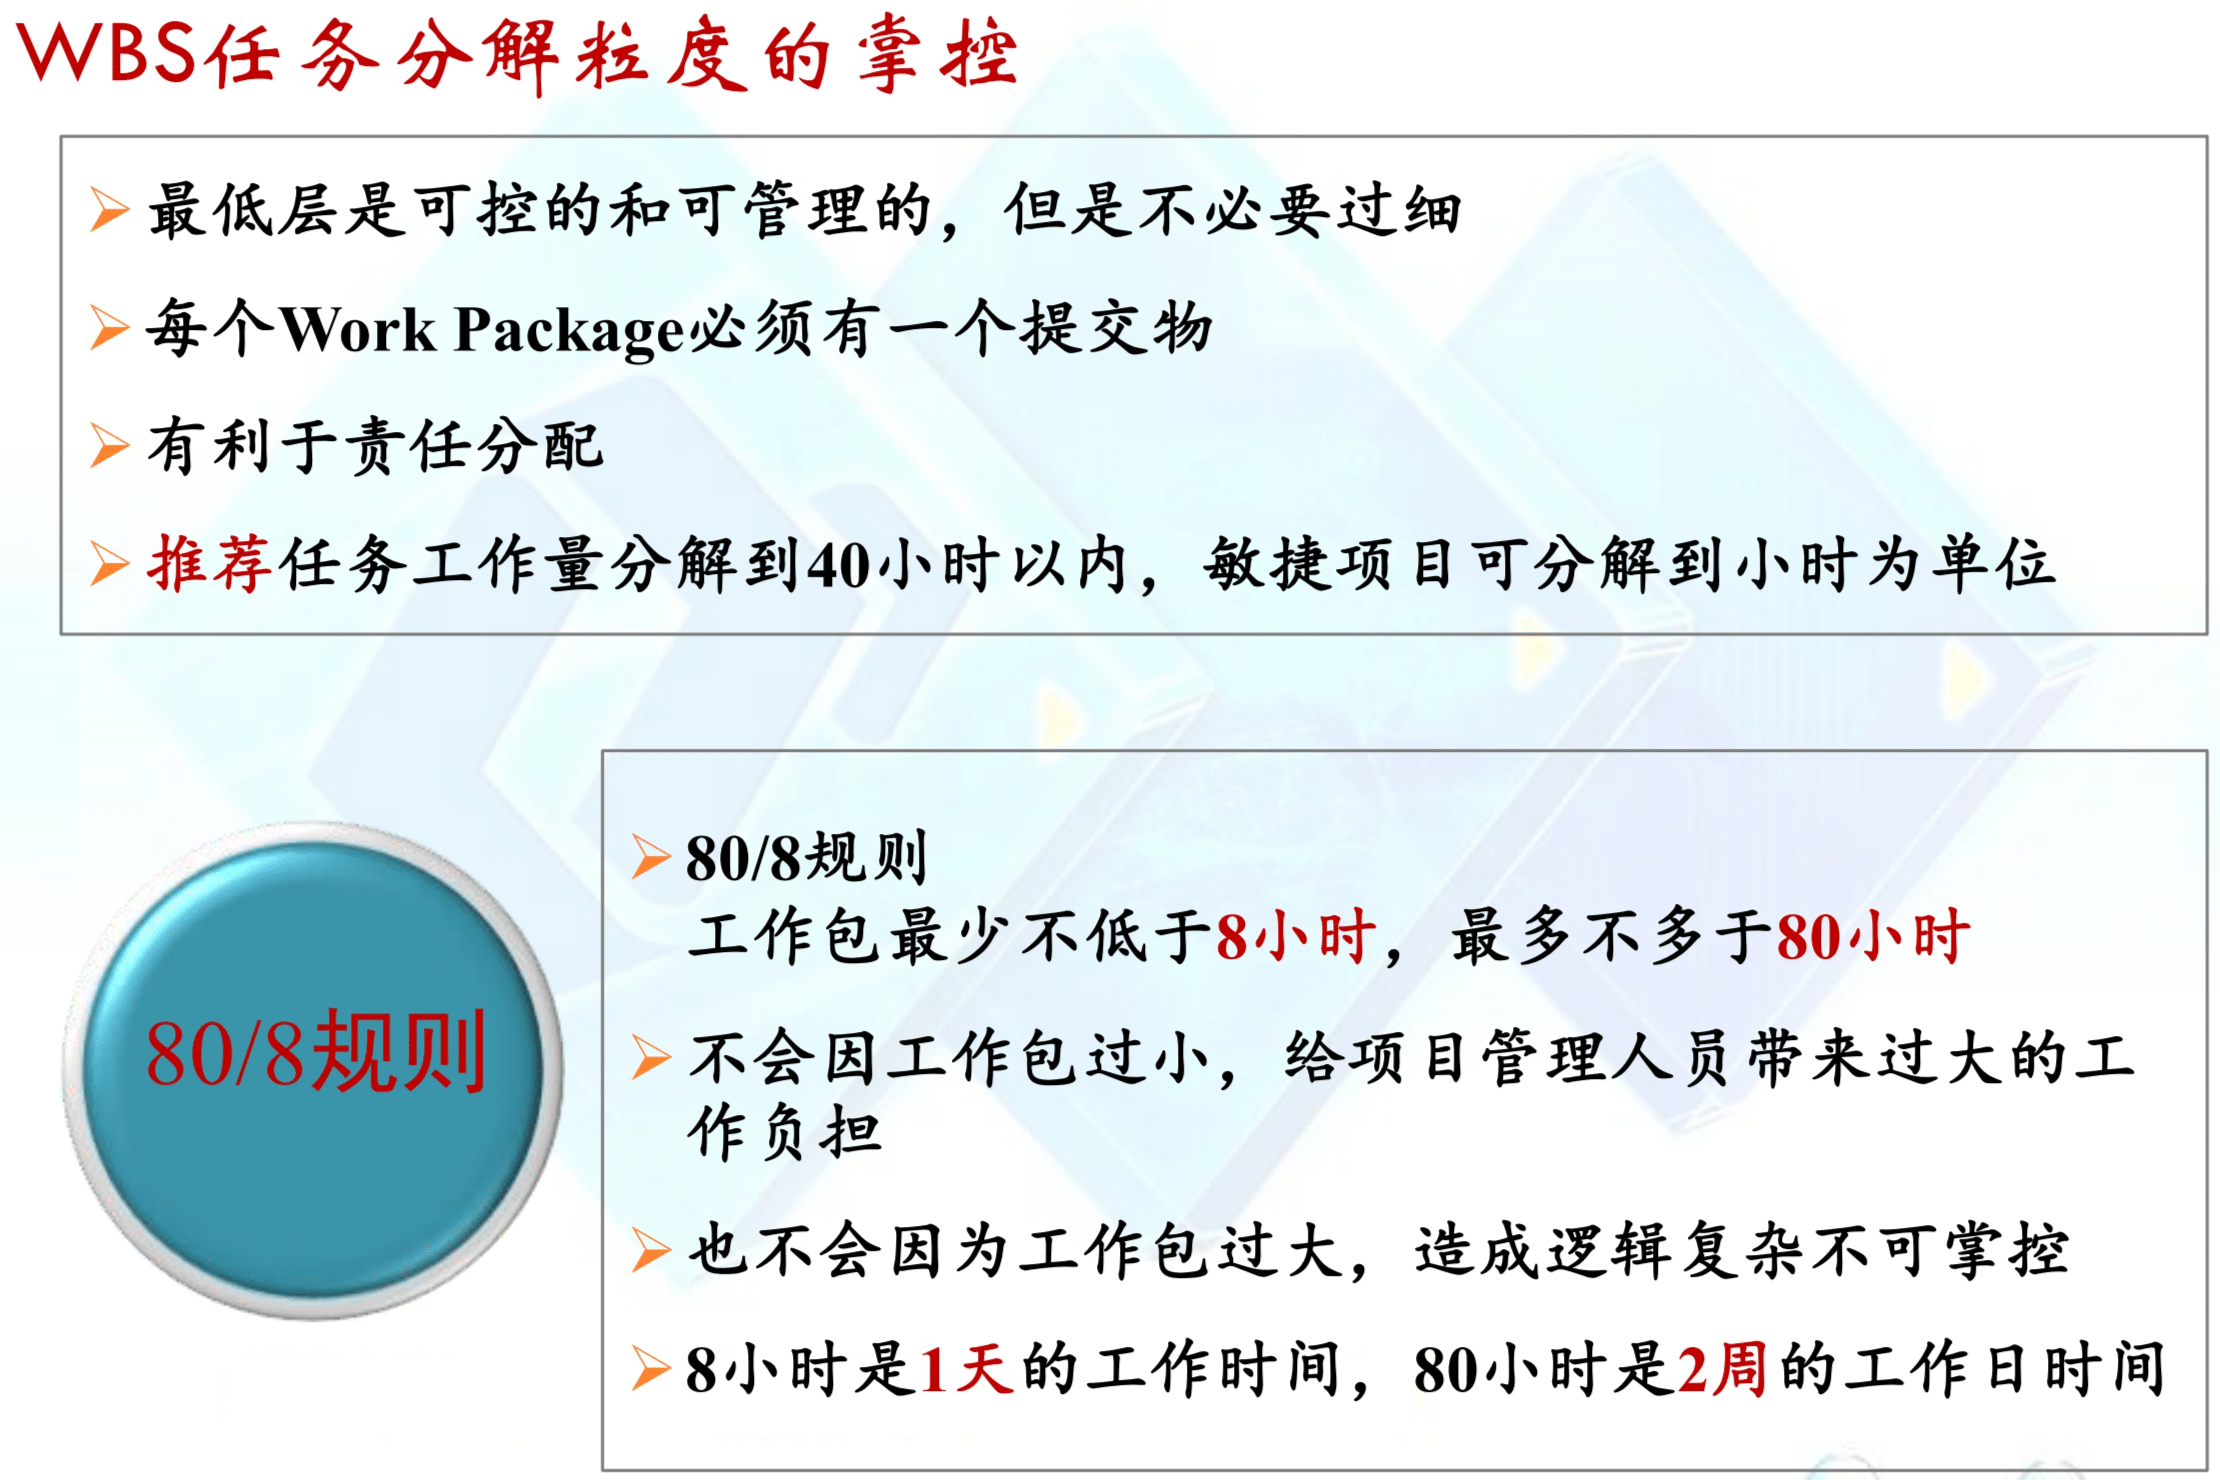 WBS任务分解粒度的掌控
最低层是可控的和可管理的，但是不必要过细
每个Work Package必须有一个提交物
有利于责任分配
推荐任务工作量分解到40小时以内，敏捷项目可分解到小时为单位
80/8规则
80/8规则
工作包最少不低于8小时，最多不多于80小时
不会因工作包过小，给项目管理人员带来过大的工
作负担
也不会因为工作包过大，造成逻辑复杂不可掌控
8小时是1天的工作时间，80小时是2周的工作日时间